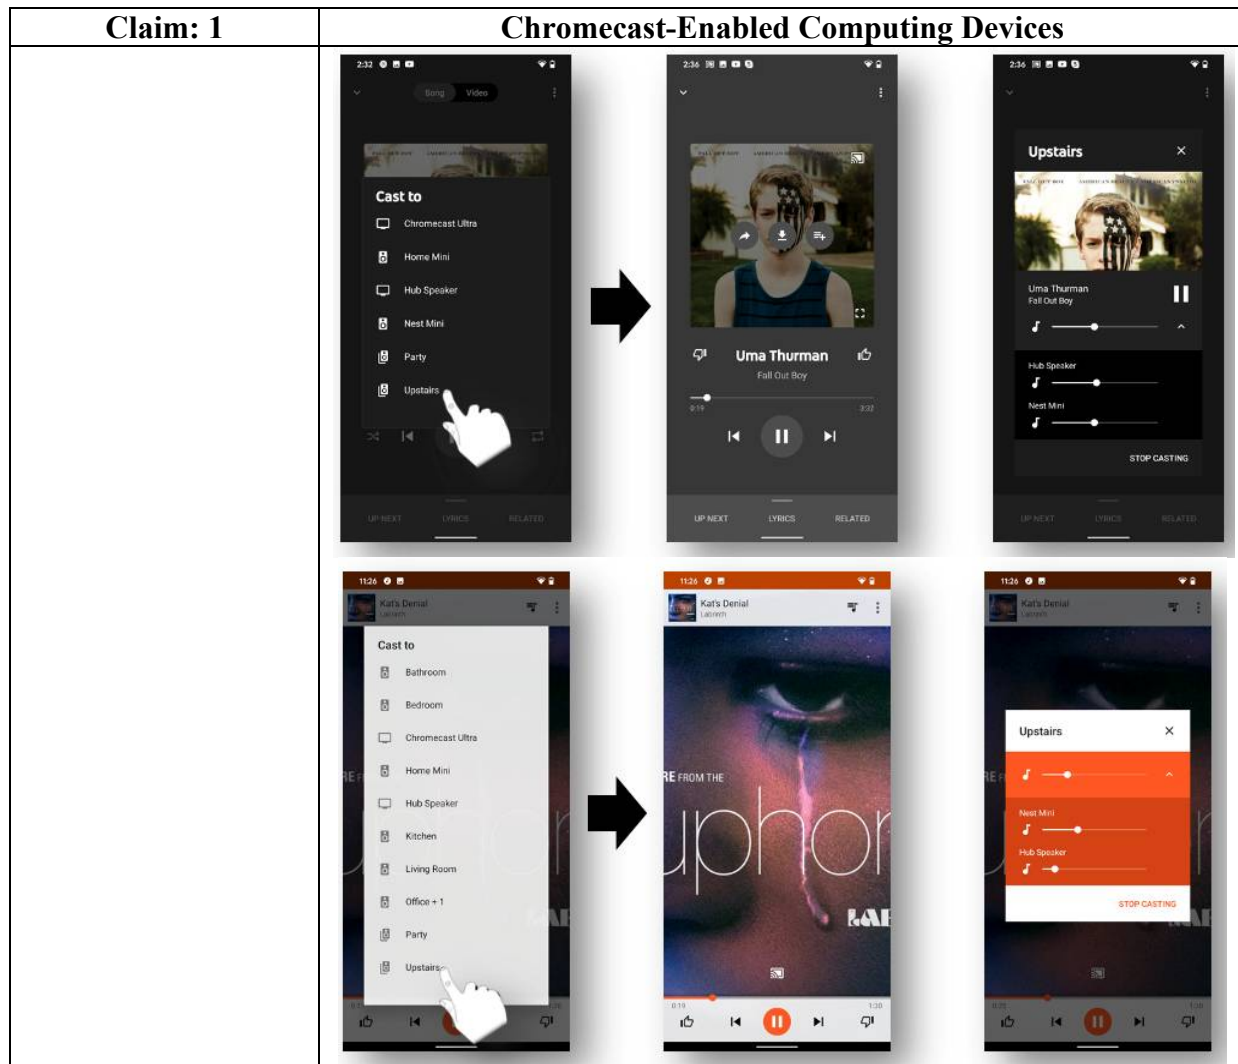 Claim: 1
Chromecast-Enabled Computing Devices
2:32
Song Video
Cast to
Chromecast Ultra
Home Mini
Hub Speaker
Nest Mini
Party
Upstairs
UP NEXT LYRICS RELATED
2:36
Uma Thurman
Fall Out Boy
0:19 3:32
UP NEXT LYRICS RELATED
2:36
Upstairs
Uma Thurman
Fall Out Boy
Hub Speaker
Nest Mini
STOP CASTING
UP NEXT LYRICS RELATED
11:26
Kat's Denial
Labrinth
Cast to
Bathroom
Bedroom
Chromecast Ultra
Home Mini
Hub Speaker
Kitchen
Living Room
Office + 1
Party
Upstairs
11:26
Kat's Denial
Labrinth
RE FROM THE
uphor
LAB
0:19 1:30
11:26
Kat's Denial
Labrinth
Upstairs
Nest Mini
Hub Speaker
STOP CASTING